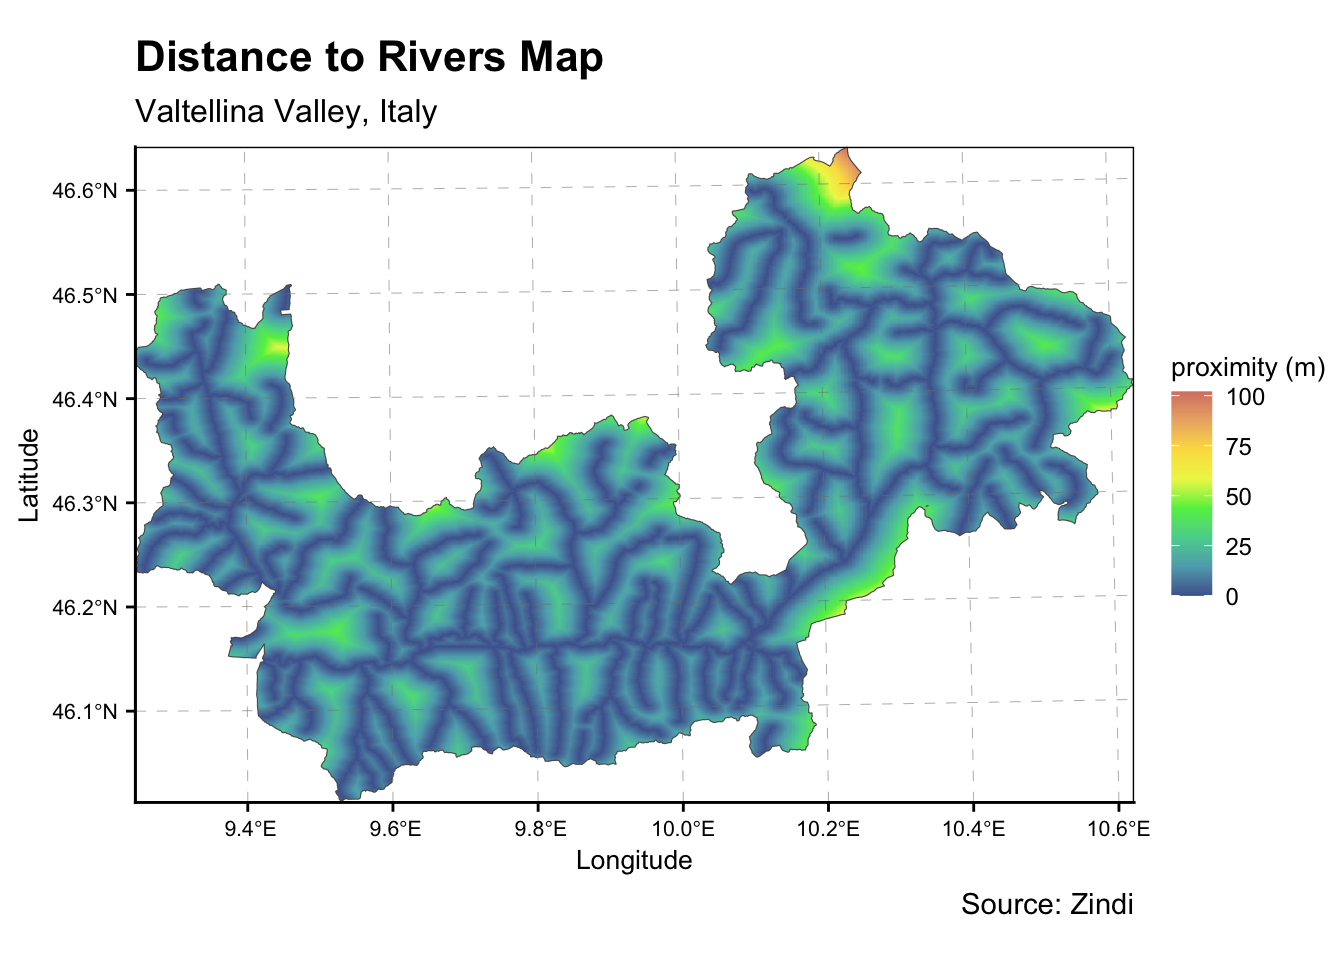 Distance to Rivers Map
Valtellina Valley, Italy
46.6°N
46.5°N
46.4°N
46.3°N
46.2°N
46.1°N
Latitude
9.4°E 9.6°E 9.8°E 10.0°E 10.2°E 10.4°E 10.6°E
Longitude
proximity (m)
100
75
50
25
0
Source: Zindi